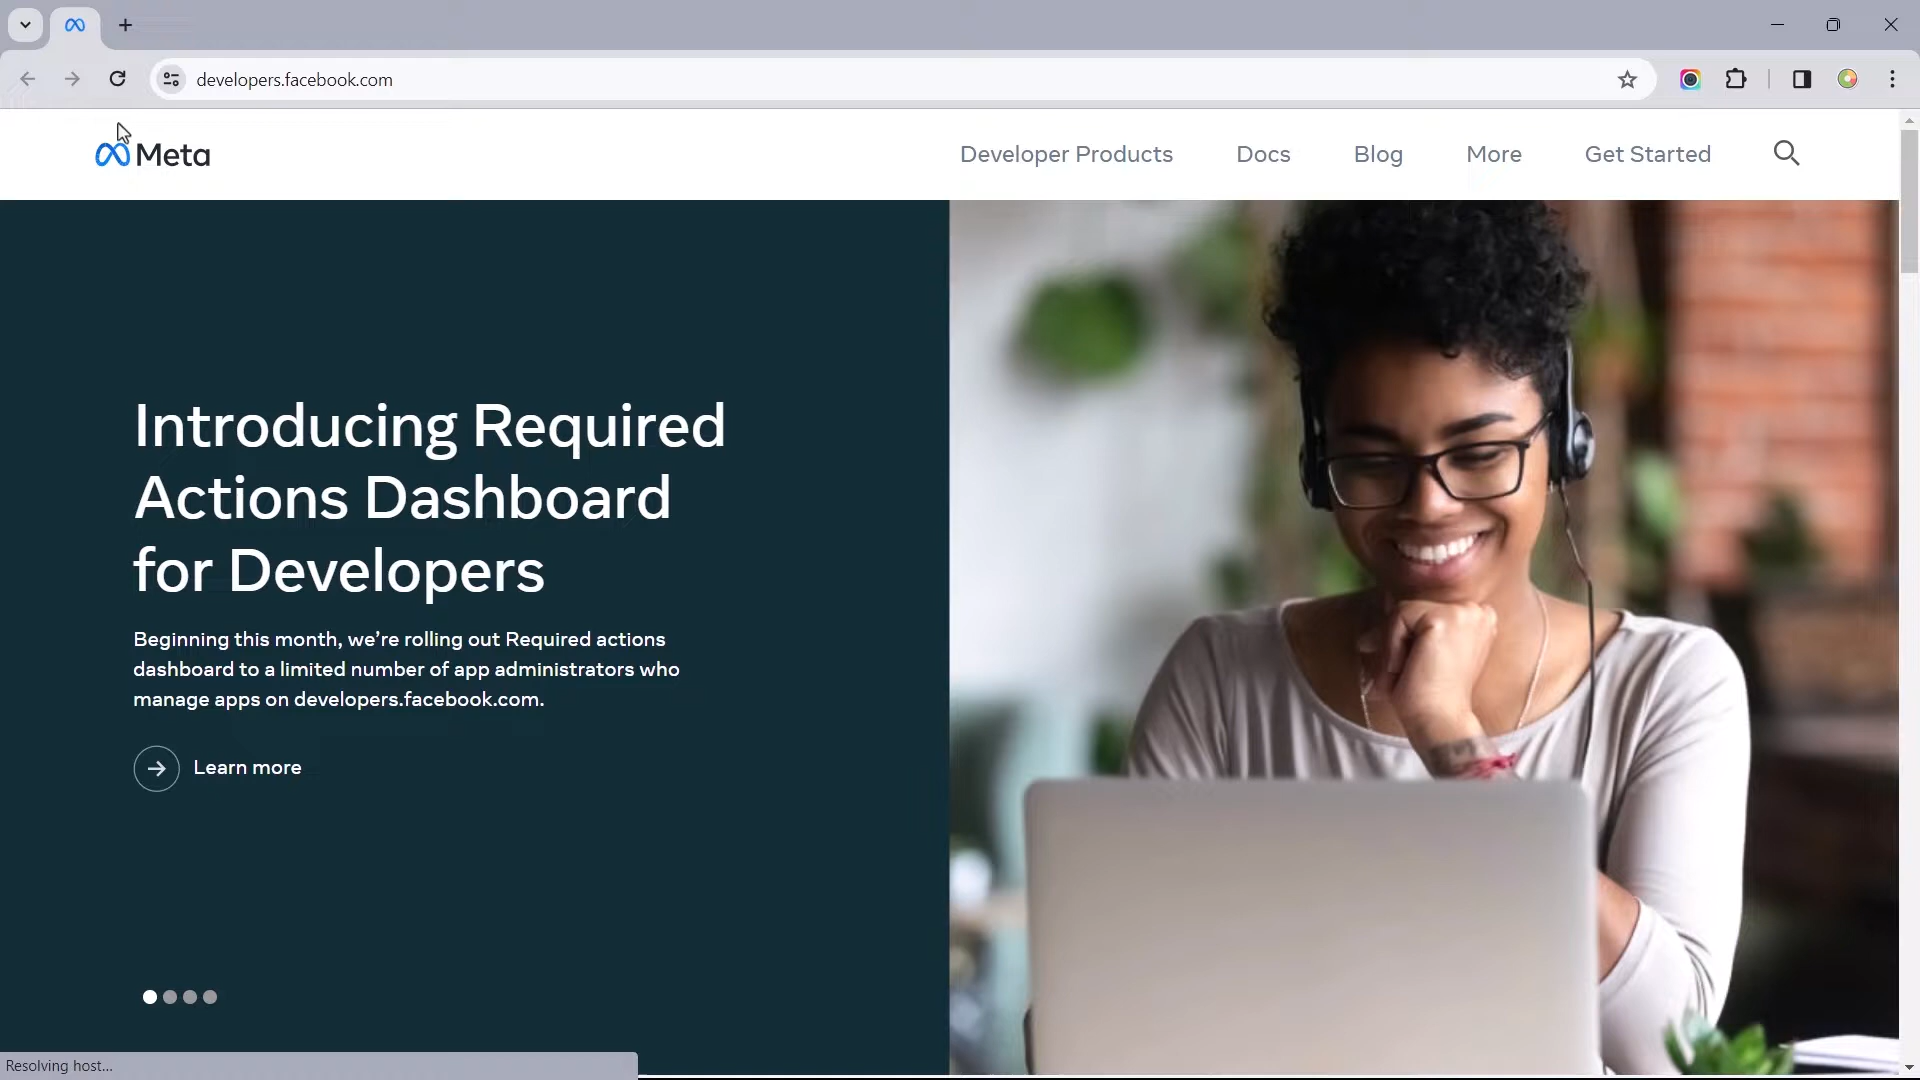 developers.facebook.com
Meta
Developer Products
Docs
Blog
More
Get Started
Introducing Required
Actions Dashboard
for Developers
Beginning this month, we’re rolling out Required actions
dashboard to a limited number of app administrators who
manage apps on developers.facebook.com.
Learn more
Resolving host...